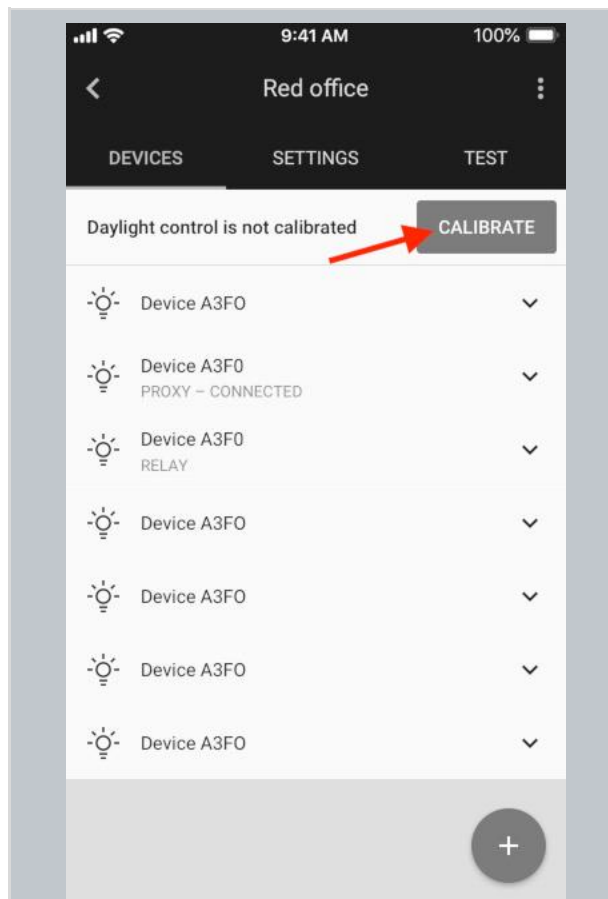 9:41 AM
100%
Red office
DEVICES
SETTINGS
TEST
Daylight control is not calibrated
CALIBRATE
Device A3FO
Device A3F0
PROXY – CONNECTED
Device A3F0
RELAY
Device A3FO
Device A3FO
Device A3FO
Device A3FO